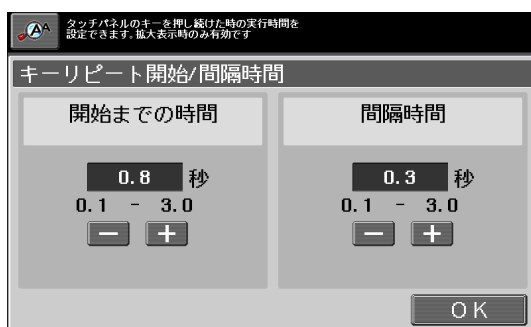 タッチパネルのキーを押し続けた時の実行時間を
設定できます。拡大表示時のみ有効です
キーリピート開始/間隔時間
開始までの時間
間隔時間
0.8 秒
0.3 秒
0.1 - 3.0
0.1 - 3.0
- +
- +
OK